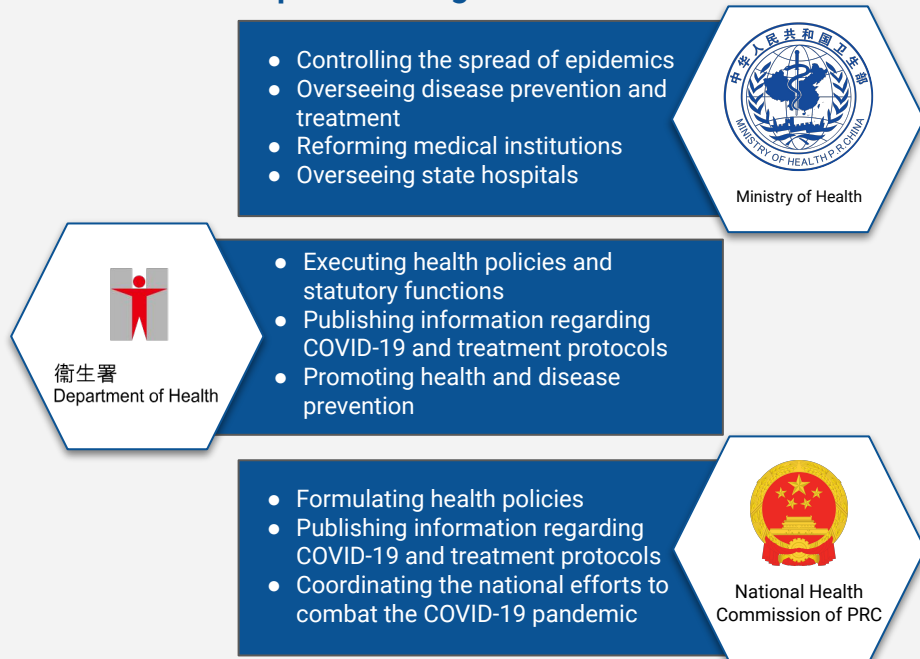 ● Controlling the spread of epidemics
● Overseeing disease prevention and
treatment
● Reforming medical institutions
● Overseeing state hospitals
中华人民共和国卫生部
MINISTRY OF HEALTH P.R.CHINA
Ministry of Health
● Executing health policies and
statutory functions
● Publishing information regarding
COVID-19 and treatment protocols
● Promoting health and disease
prevention
衞生署
Department of Health
● Formulating health policies
● Publishing information regarding
COVID-19 and treatment protocols
● Coordinating the national efforts to
combat the COVID-19 pandemic
National Health
Commission of PRC